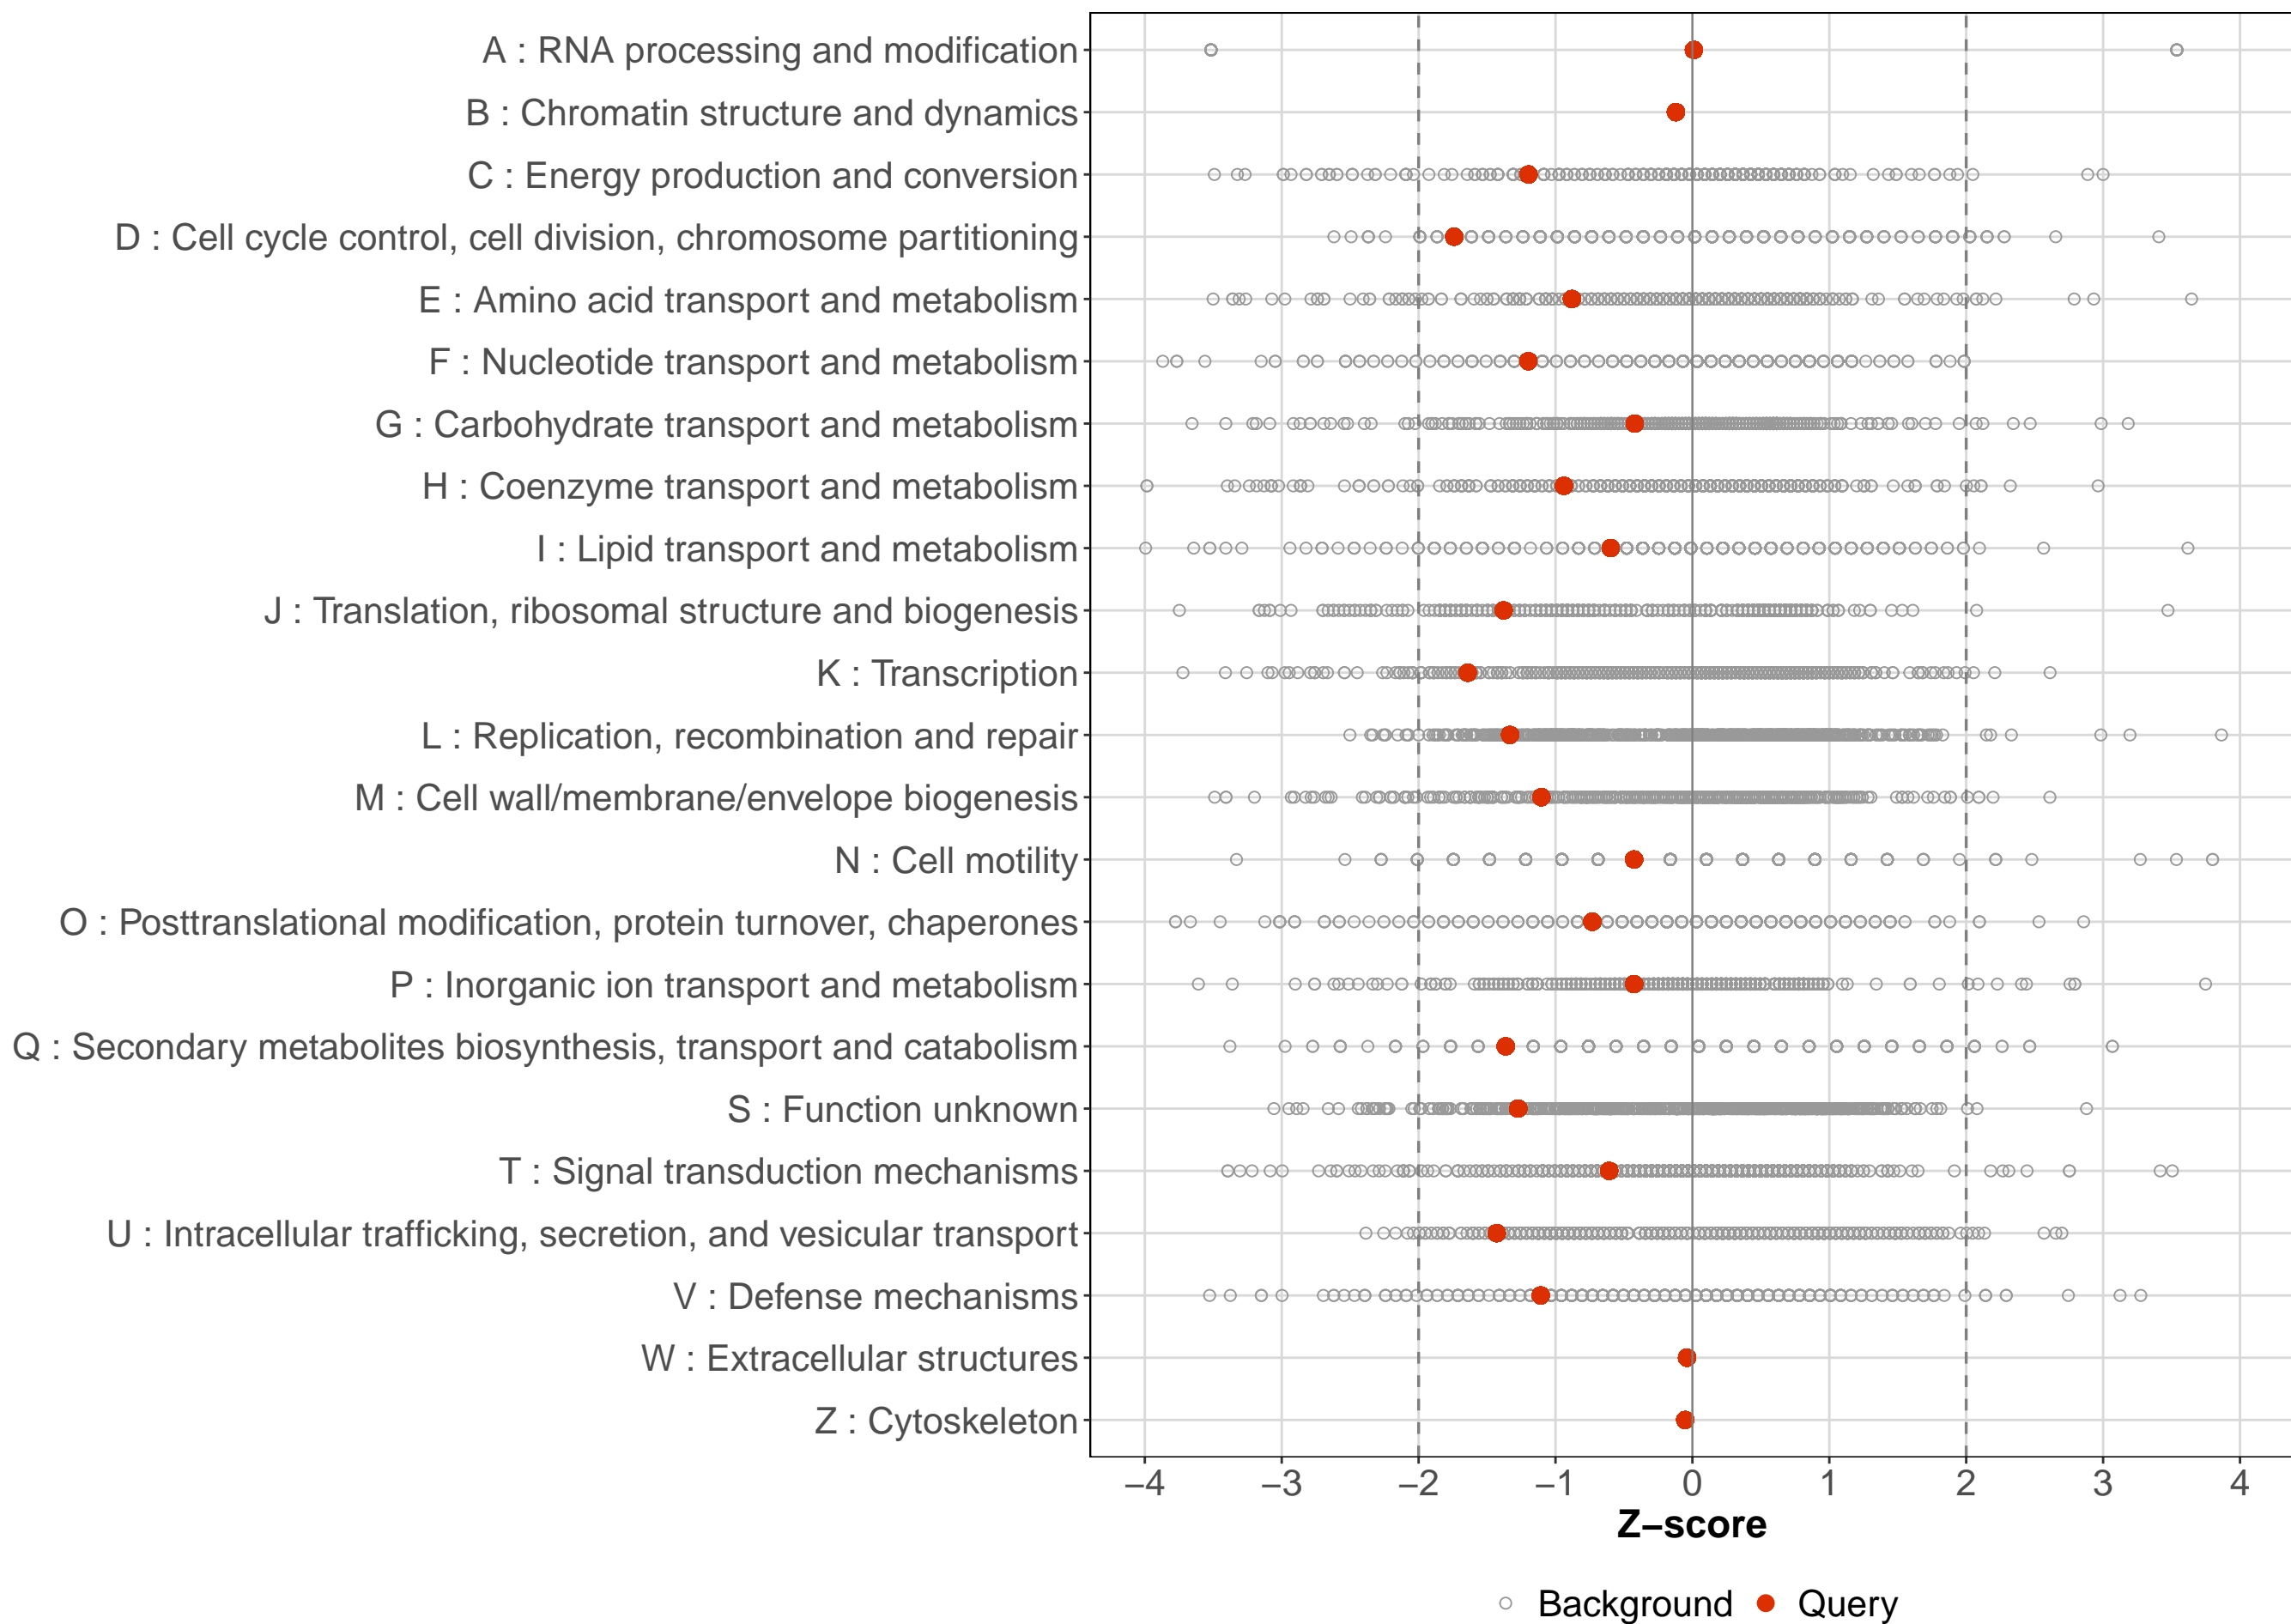 A : RNA processing and modification
B : Chromatin structure and dynamics
C : Energy production and conversion
D : Cell cycle control, cell division, chromosome partitioning
E : Amino acid transport and metabolism
F : Nucleotide transport and metabolism
G : Carbohydrate transport and metabolism
H : Coenzyme transport and metabolism
I : Lipid transport and metabolism
J : Translation, ribosomal structure and biogenesis
K : Transcription
L : Replication, recombination and repair
M : Cell wall/membrane/envelope biogenesis
N : Cell motility
O : Posttranslational modification, protein turnover, chaperones
P : Inorganic ion transport and metabolism
Q : Secondary metabolites biosynthesis, transport and catabolism
S : Function unknown
T : Signal transduction mechanisms
U : Intracellular trafficking, secretion, and vesicular transport
V : Defense mechanisms
W : Extracellular structures
Z : Cytoskeleton
−4 −3 −2 −1 0 1 2 3 4
Z−score
Background Query